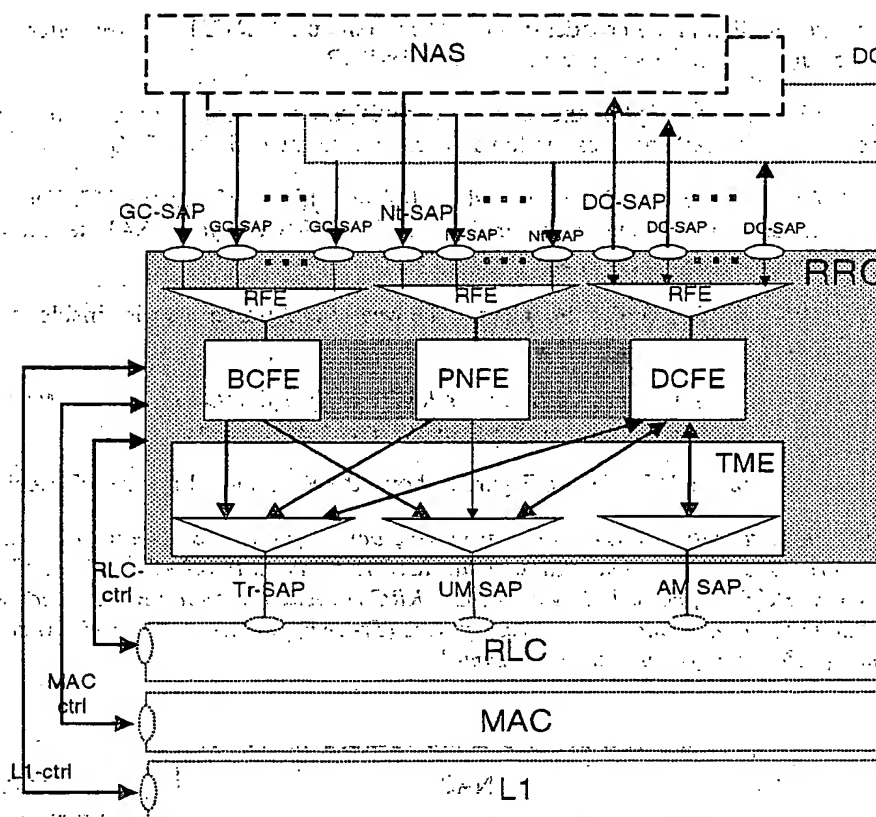 NAS
DC
GC-SAP
GC-SAP
GC-SAP
Nt-SAP
Nt-SAP
DC-SAP
DC-SAP
DC-SAP
RRC
RFE
RFE
RFE
BCFE
PNFE
DCFE
TME
RLC-
ctrl
Tr-SAP
UM SAP
AM SAP
RLC
MAC
ctrl
MAC
L1-ctrl
L1